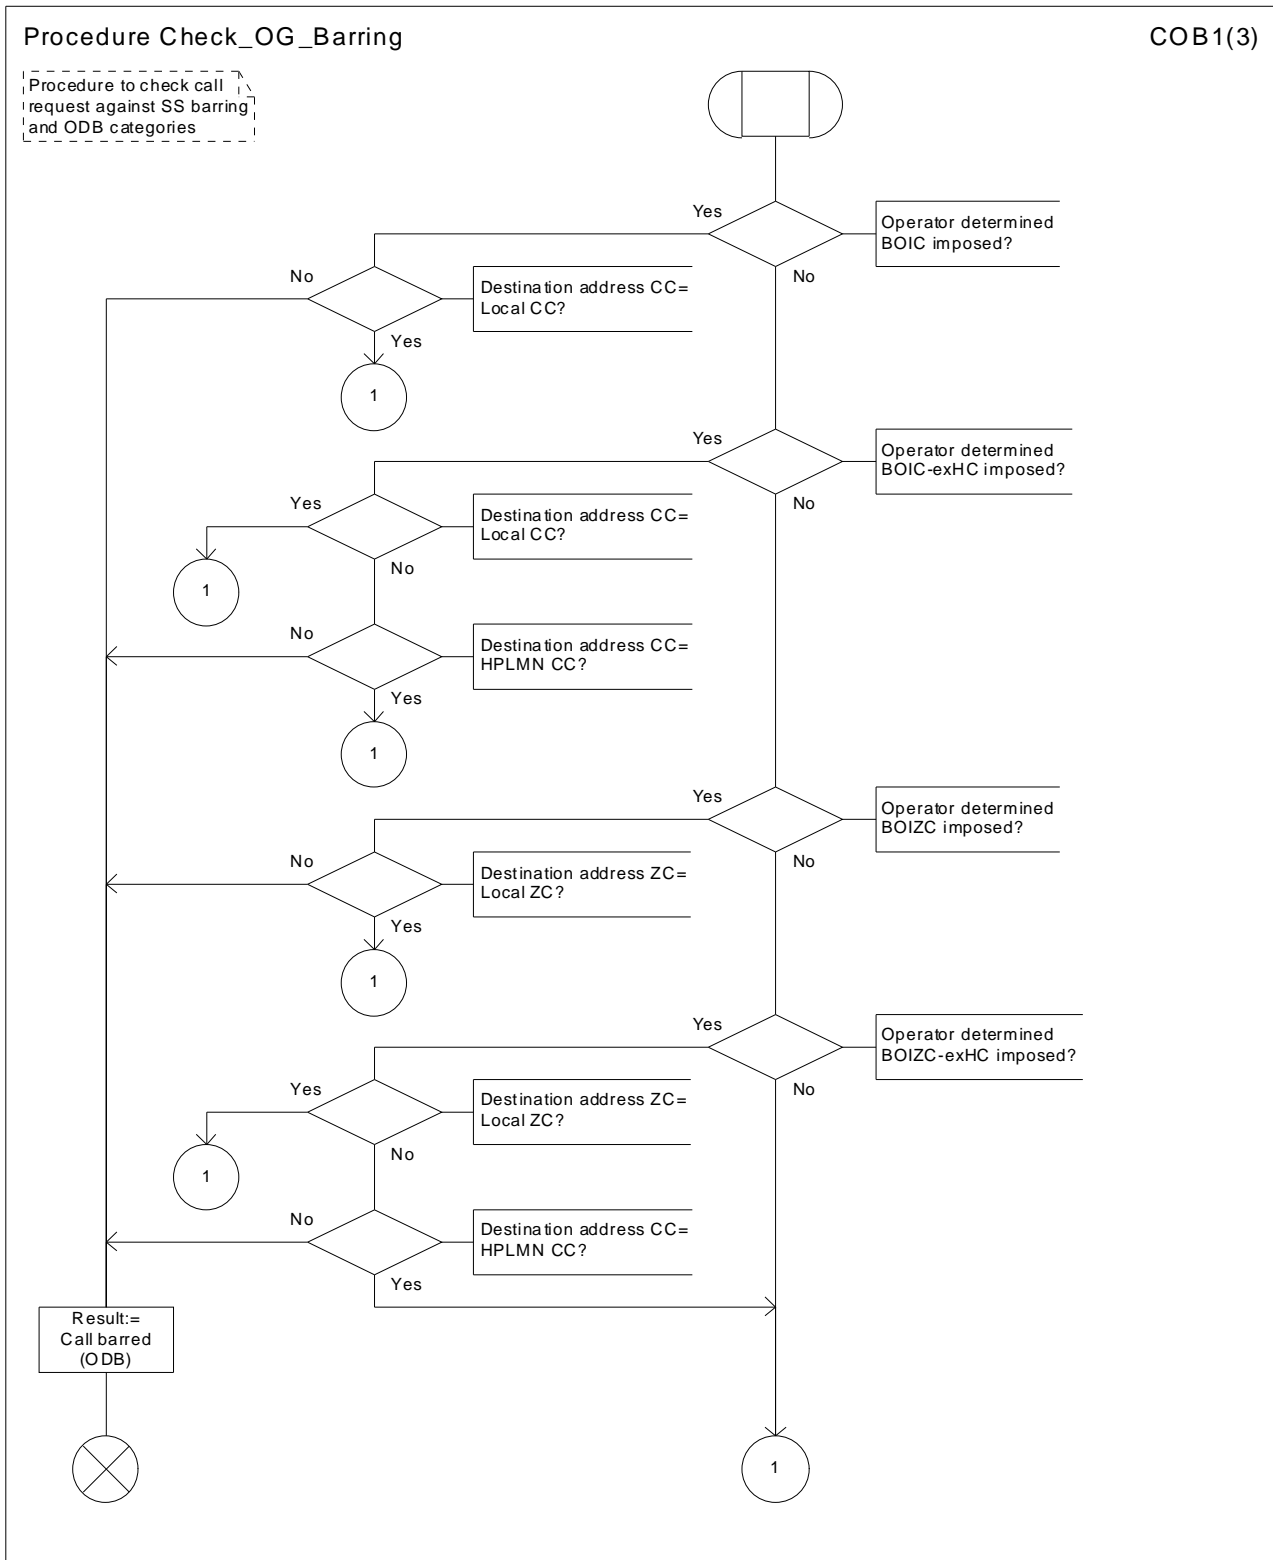 Procedure Check_OG_Barring
COB1(3)
Procedure to check call
request against SS barring
and ODB categories
Yes
Operator determined
BOIC imposed?
No
No
Destination address CC=
Local CC?
Yes
1
Yes
Operator determined
BOIC-exHC imposed?
No
Yes
Destination address CC=
Local CC?
No
1
No
Destination address CC=
HPLMN CC?
Yes
1
Yes
Operator determined
BOIZC imposed?
No
No
Destination address ZC=
Local ZC?
Yes
1
Yes
Operator determined
BOIZC-exHC imposed?
No
Yes
Destination address ZC=
Local ZC?
No
1
No
Destination address CC=
HPLMN CC?
Yes
Result:=
Call barred
(ODB)
1